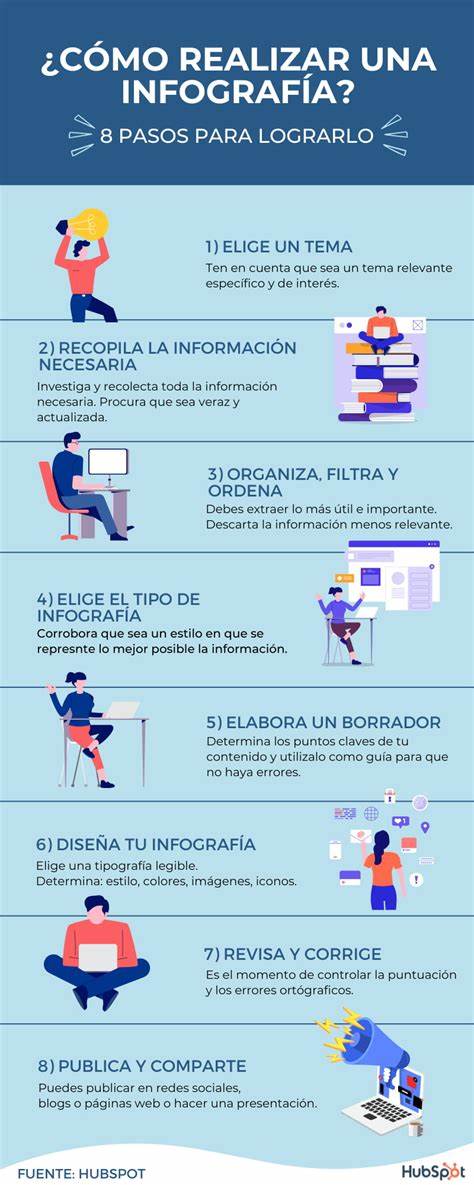 ¿CÓMO REALIZAR UNA
INFOGRAFÍA?
8 PASOS PARA LOGRARLO
1) ELIGE UN TEMA
Ten en cuenta que sea un tema relevante
específico y de interés.
2) RECOPILA LA INFORMACIÓN
NECESARIA
Investiga y recolecta toda la información
necesaria. Procura que sea veraz y
actualizada.
3) ORGANIZA, FILTRA Y
ORDENA
Debes extraer lo más útil e importante.
Descarta la información menos relevante.
4) ELIGE EL TIPO DE
INFOGRAFÍA
Corrobora que sea un estilo en que se
represnte lo mejor posible la información.
5) ELABORA UN BORRADOR
Determina los puntos claves de tu
contenido y utilizalo como guía para que
no haya errores.
6) DISEÑA TU INFOGRAFÍA
Elige una tipografía legible.
Determina: estilo, colores, imágenes, iconos.
7) REVISA Y CORRIGE
Es el momento de controlar la puntuación
y los errores ortógraficos.
8) PUBLICA Y COMPARTE
Puedes publicar en redes sociales,
blogs o páginas web o hacer una presentación.
FUENTE: HUBSPOT
HubSpot